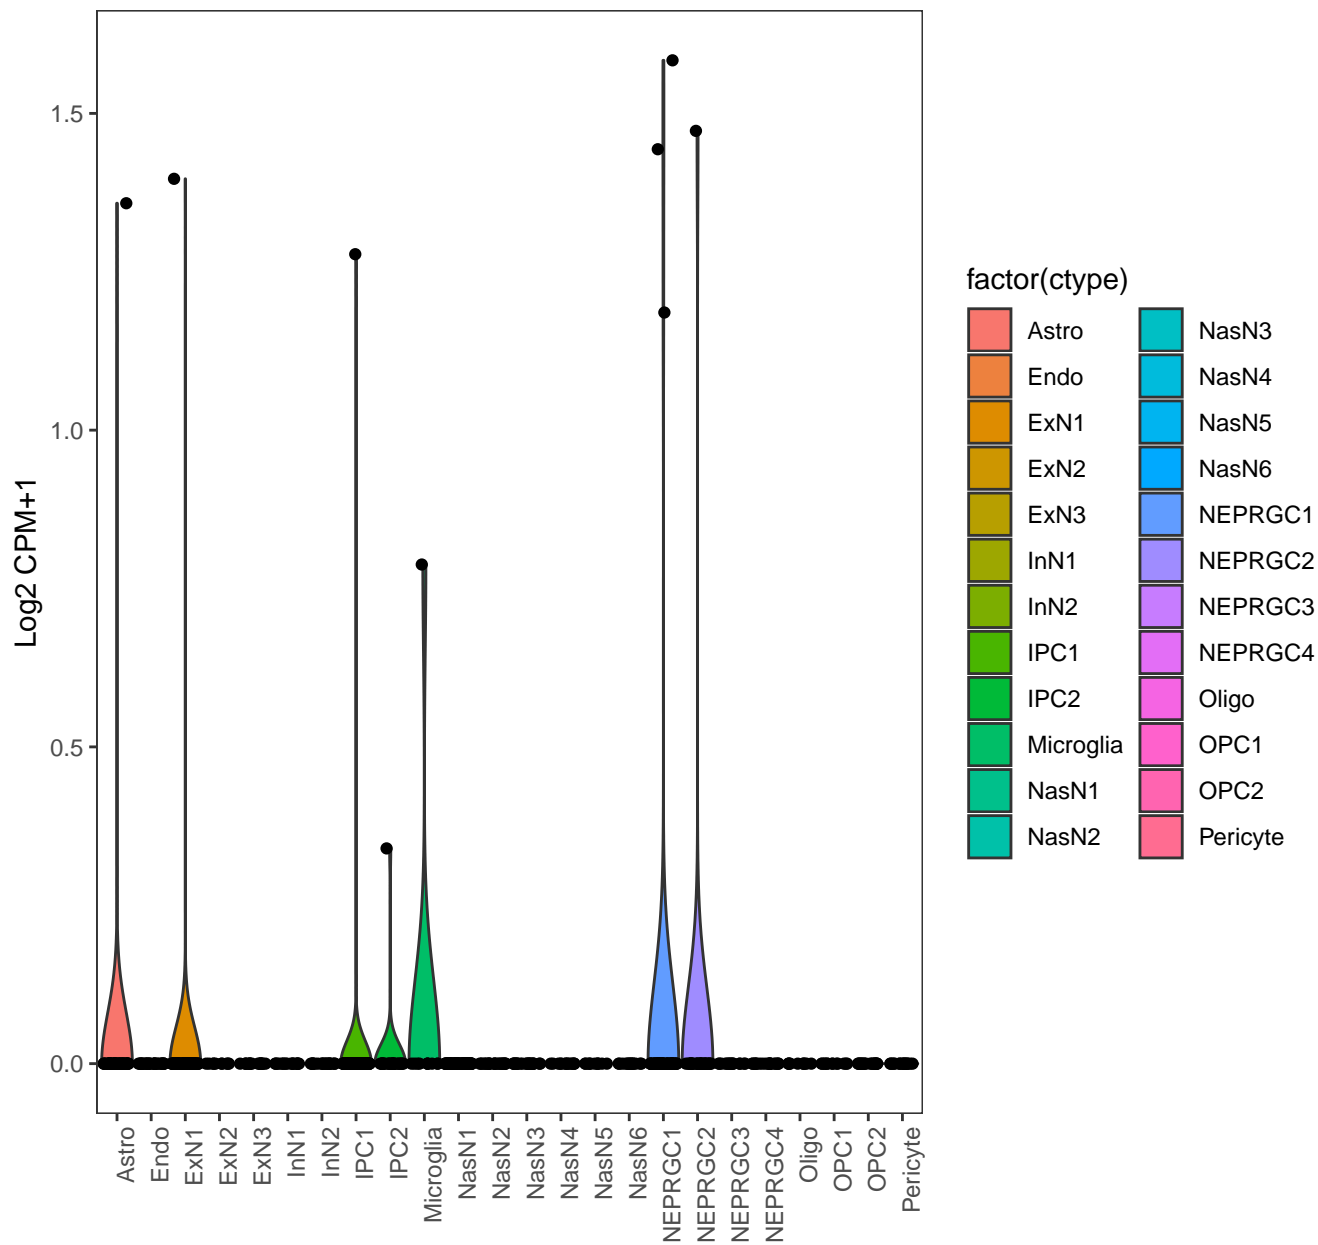 Log2 CPM+1
1.5
1.0
0.5
0.0
Astro
Endo
ExN1
ExN2
ExN3
InN1
InN2
IPC1
IPC2
Microglia
NasN1
NasN2
NasN3
NasN4
NasN5
NasN6
NEPRGC1
NEPRGC2
NEPRGC3
NEPRGC4
Oligo
OPC1
OPC2
Pericyte
factor(ctype)
Astro
Endo
ExN1
ExN2
ExN3
InN1
InN2
IPC1
IPC2
Microglia
NasN1
NasN2
NasN3
NasN4
NasN5
NasN6
NEPRGC1
NEPRGC2
NEPRGC3
NEPRGC4
Oligo
OPC1
OPC2
Pericyte